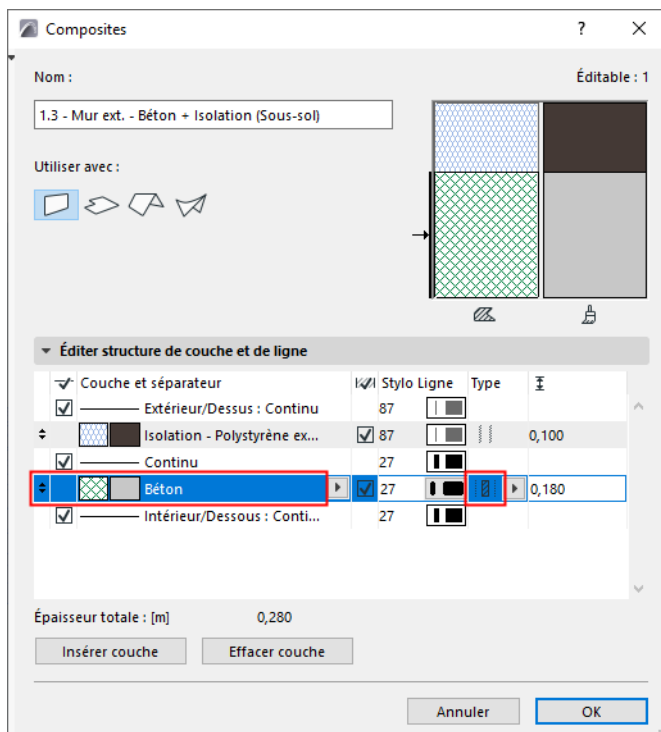 Composites ?
Nom :
Éditable : 1
1.3 - Mur ext. - Béton + Isolation (Sous-sol)
Utiliser avec :
Éditer structure de couche et de ligne
Couche et séparateur Stylo Ligne Type
Extérieur/Dessus : Continu 87
Isolation - Polystyrène ex... 87 0,100
Continu 27
Béton 27 0,180
Intérieur/Dessous : Conti... 27
Épaisseur totale : [m] 0,280
Insérer couche Effacer couche
Annuler OK